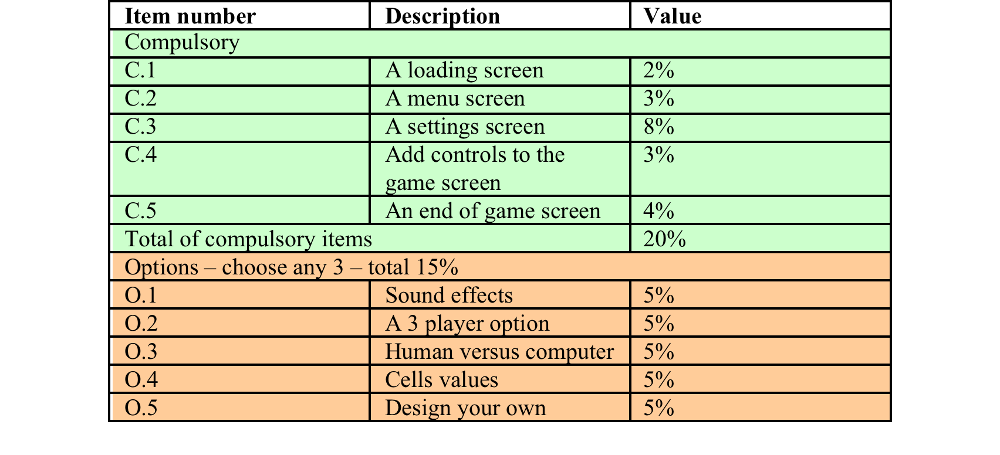 Item number Description Value
Compulsory
C.1 A loading screen 2%
C.2 A menu screen 3%
C.3 A settings screen 8%
C.4 Add controls to the 3%
game screen
C.5 An end of game screen 4%
Total of compulsory items 20%
Options – choose any 3 – total 15%
O.1 Sound effects 5%
O.2 A 3 player option 5%
O.3 Human versus computer 5%
O.4 Cells values 5%
O.5 Design your own 5%